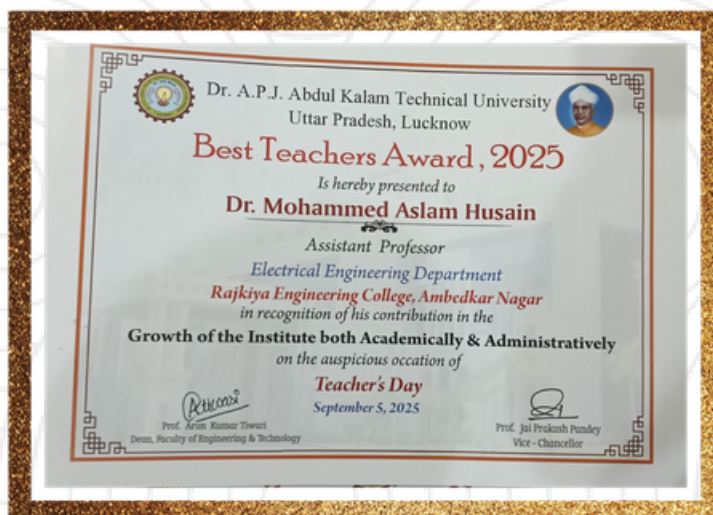 Dr. A.P.J. Abdul Kalam Technical University
Uttar Pradesh, Lucknow
Best Teachers Award, 2025
Is hereby presented to
Dr. Mohammed Aslam Husain
Assistant Professor
Electrical Engineering Department
Rajkiya Engineering College, Ambedkar Nagar
in recognition of his contribution in the
Growth of the Institute both Academically & Administratively
on the auspicious occation of
Teacher's Day
September 5, 2025
Prof. Arun Kumar Tiwari
Dean, Faculty of Engineering & Technology
Prof. Jai Prakash Pandey
Vice - Chancellor